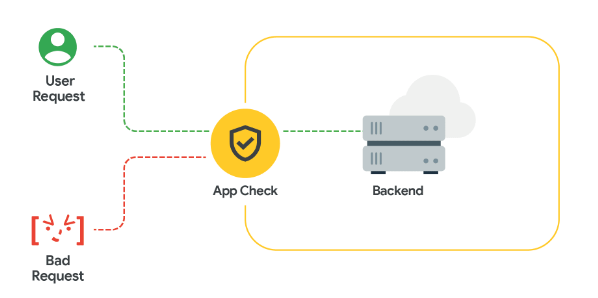 User
Request
App Check
Backend
Bad
Request